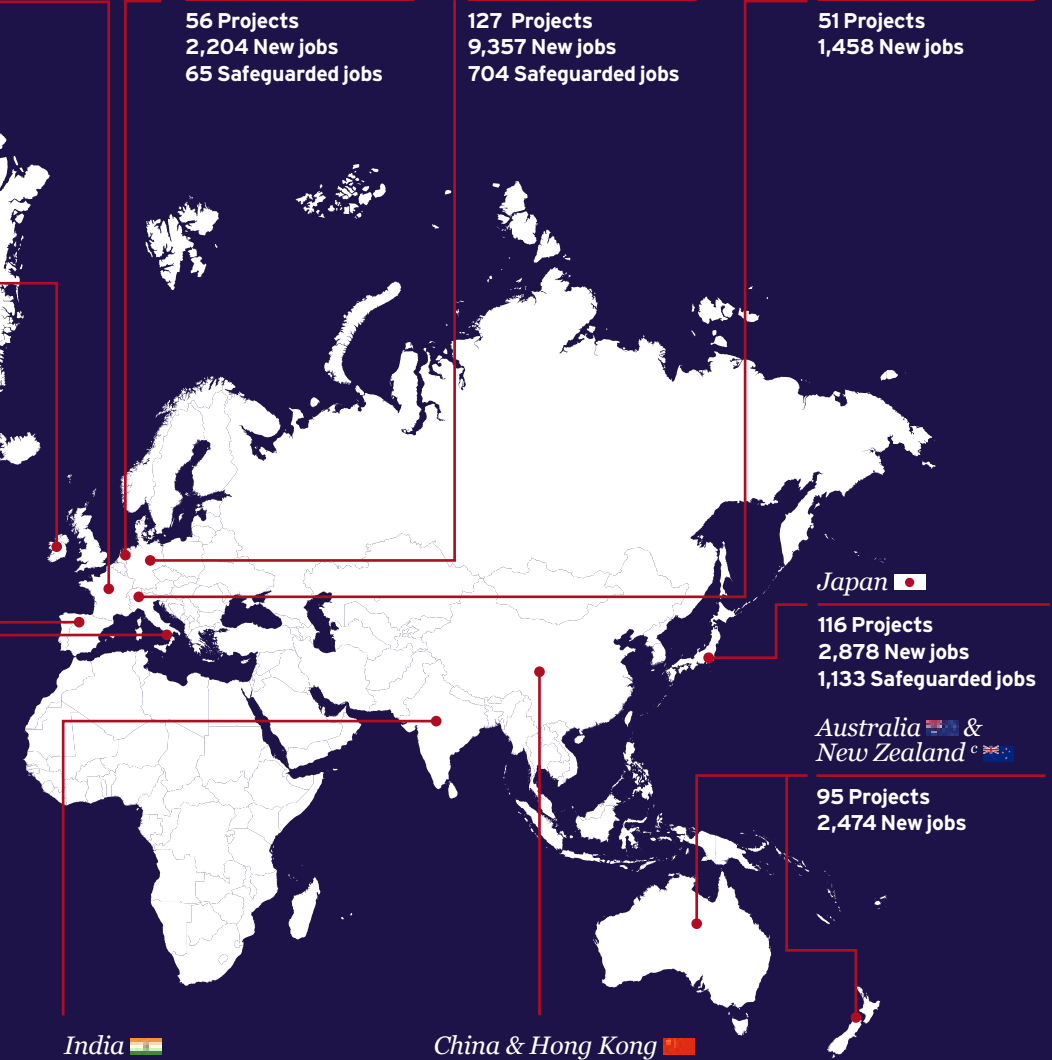 56 Projects
2,204 New jobs
65 Safeguarded jobs
127 Projects
9,357 New jobs
704 Safeguarded jobs
51 Projects
1,458 New jobs
Japan
116 Projects
2,878 New jobs
1,133 Safeguarded jobs
Australia &
New Zealand c
95 Projects
2,474 New jobs
India
China & Hong Kong